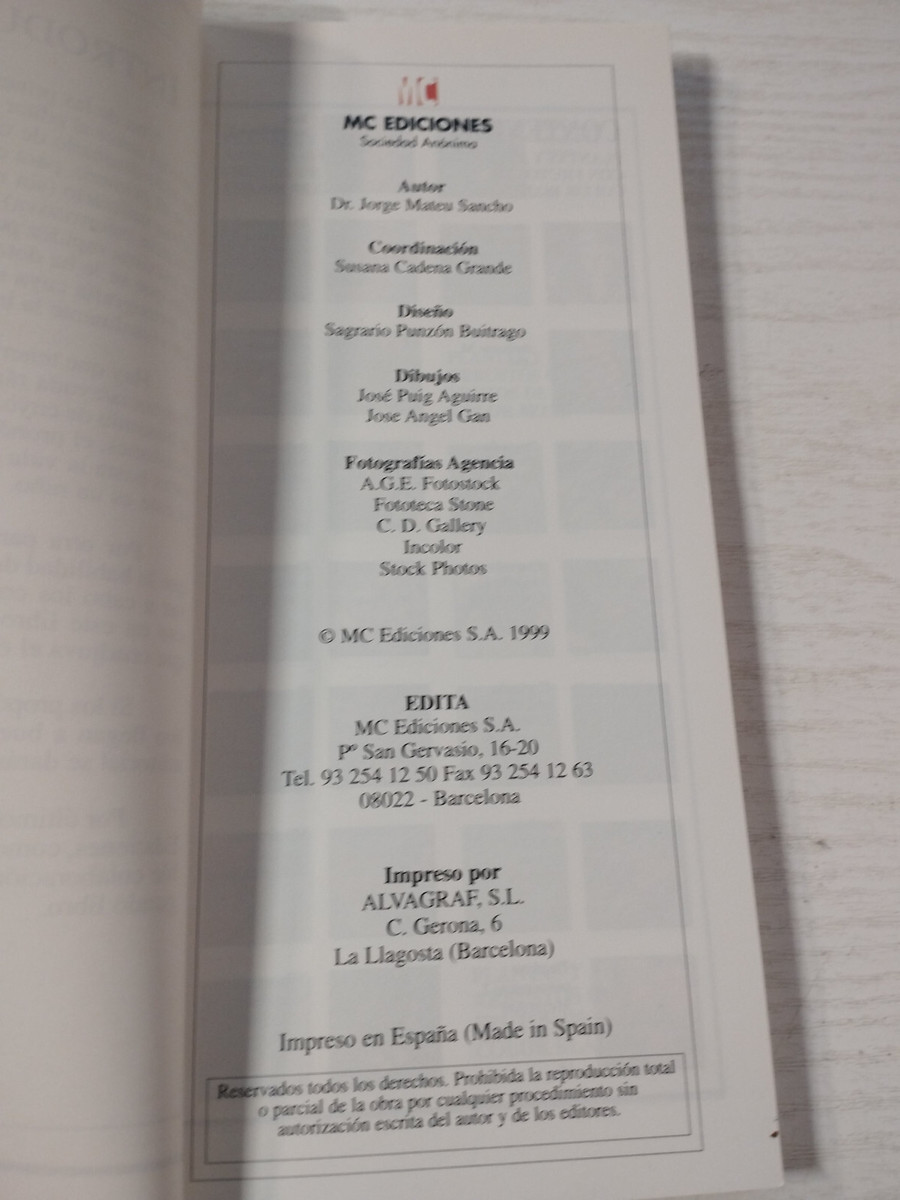 MC
MC EDICIONES
Sociedad Anónima
Autor
Dr. Jorge Mateu Sancho
Coordinación
Susana Cadena Grande
Diseño
Sagrario Punzón Buitrago
Dibujos
José Puig Aguirre
Jose Angel Gan
Fotografías Agencia
A.G.E. Fotostock
Fototeca Stone
C. D. Gallery
Incolor
Stock Photos
© MC Ediciones S.A. 1999
EDITA
MC Ediciones S.A.
Pº San Gervasio, 16-20
Tel. 93 254 12 50 Fax 93 254 12 63
08022 - Barcelona
Impreso por
ALVAGRAF, S.L.
C. Gerona, 6
La Llagosta (Barcelona)
Impreso en España (Made in Spain)
Reservados todos los derechos. Prohibida la reproducción total
o parcial de la obra por cualquier procedimiento sin
autorización escrita del autor y de los editores.